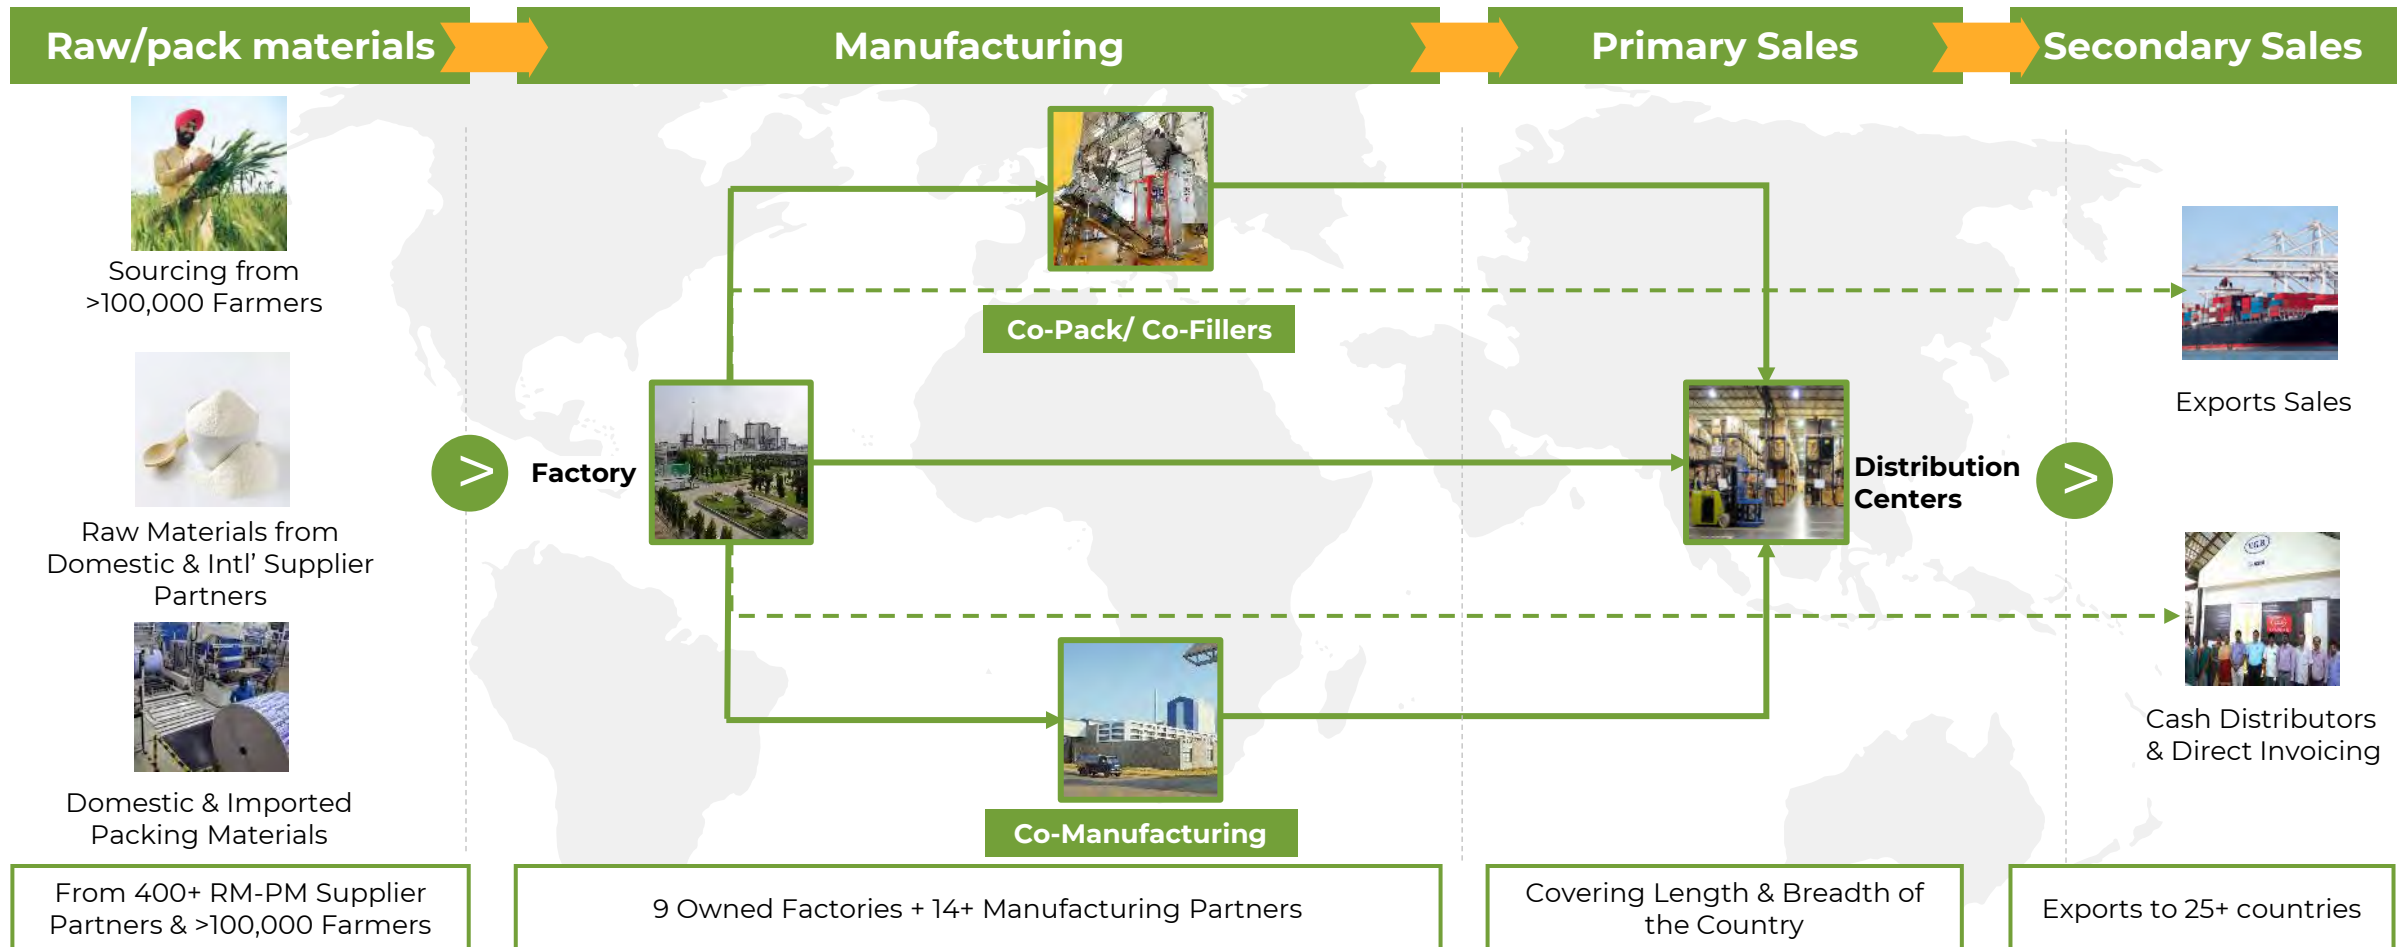 Raw/pack materials
Manufacturing
Primary Sales
Secondary Sales
Sourcing from
>100,000 Farmers
Raw Materials from
Domestic & Intl’ Supplier
Partners
Domestic & Imported
Packing Materials
>
Factory
Co-Pack/ Co-Fillers
Co-Manufacturing
Distribution
Centers
>
Exports Sales
Cash Distributors
& Direct Invoicing
From 400+ RM-PM Supplier
Partners & >100,000 Farmers
9 Owned Factories + 14+ Manufacturing Partners
Covering Length & Breadth of
the Country
Exports to 25+ countries